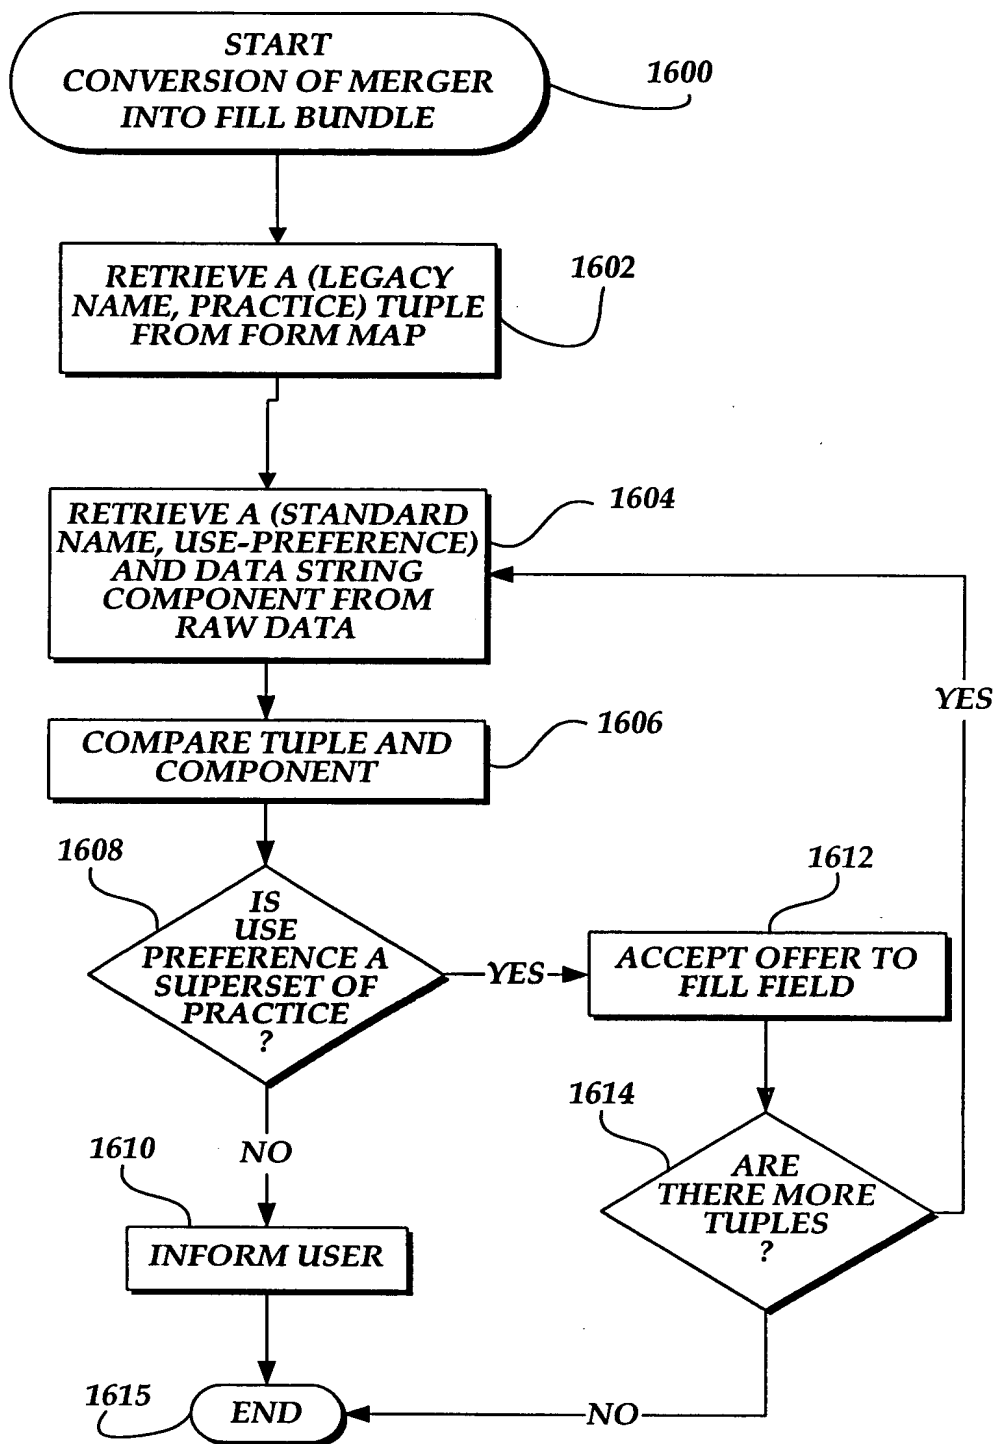 START
CONVERSION OF MERGER
INTO FILL BUNDLE
1600
RETRIEVE A (LEGACY
NAME, PRACTICE) TUPLE
FROM FORM MAP
1602
RETRIEVE A (STANDARD
NAME, USE-PREFERENCE)
AND DATA STRING
COMPONENT FROM
RAW DATA
1604
YES
COMPARE TUPLE AND
COMPONENT
1606
1608
IS
USE
PREFERENCE A
SUPERSET OF
PRACTICE
?
YES
1612
ACCEPT OFFER TO
FILL FIELD
1614
ARE
THERE MORE
TUPLES
?
NO
1610
INFORM USER
1615
END
NO